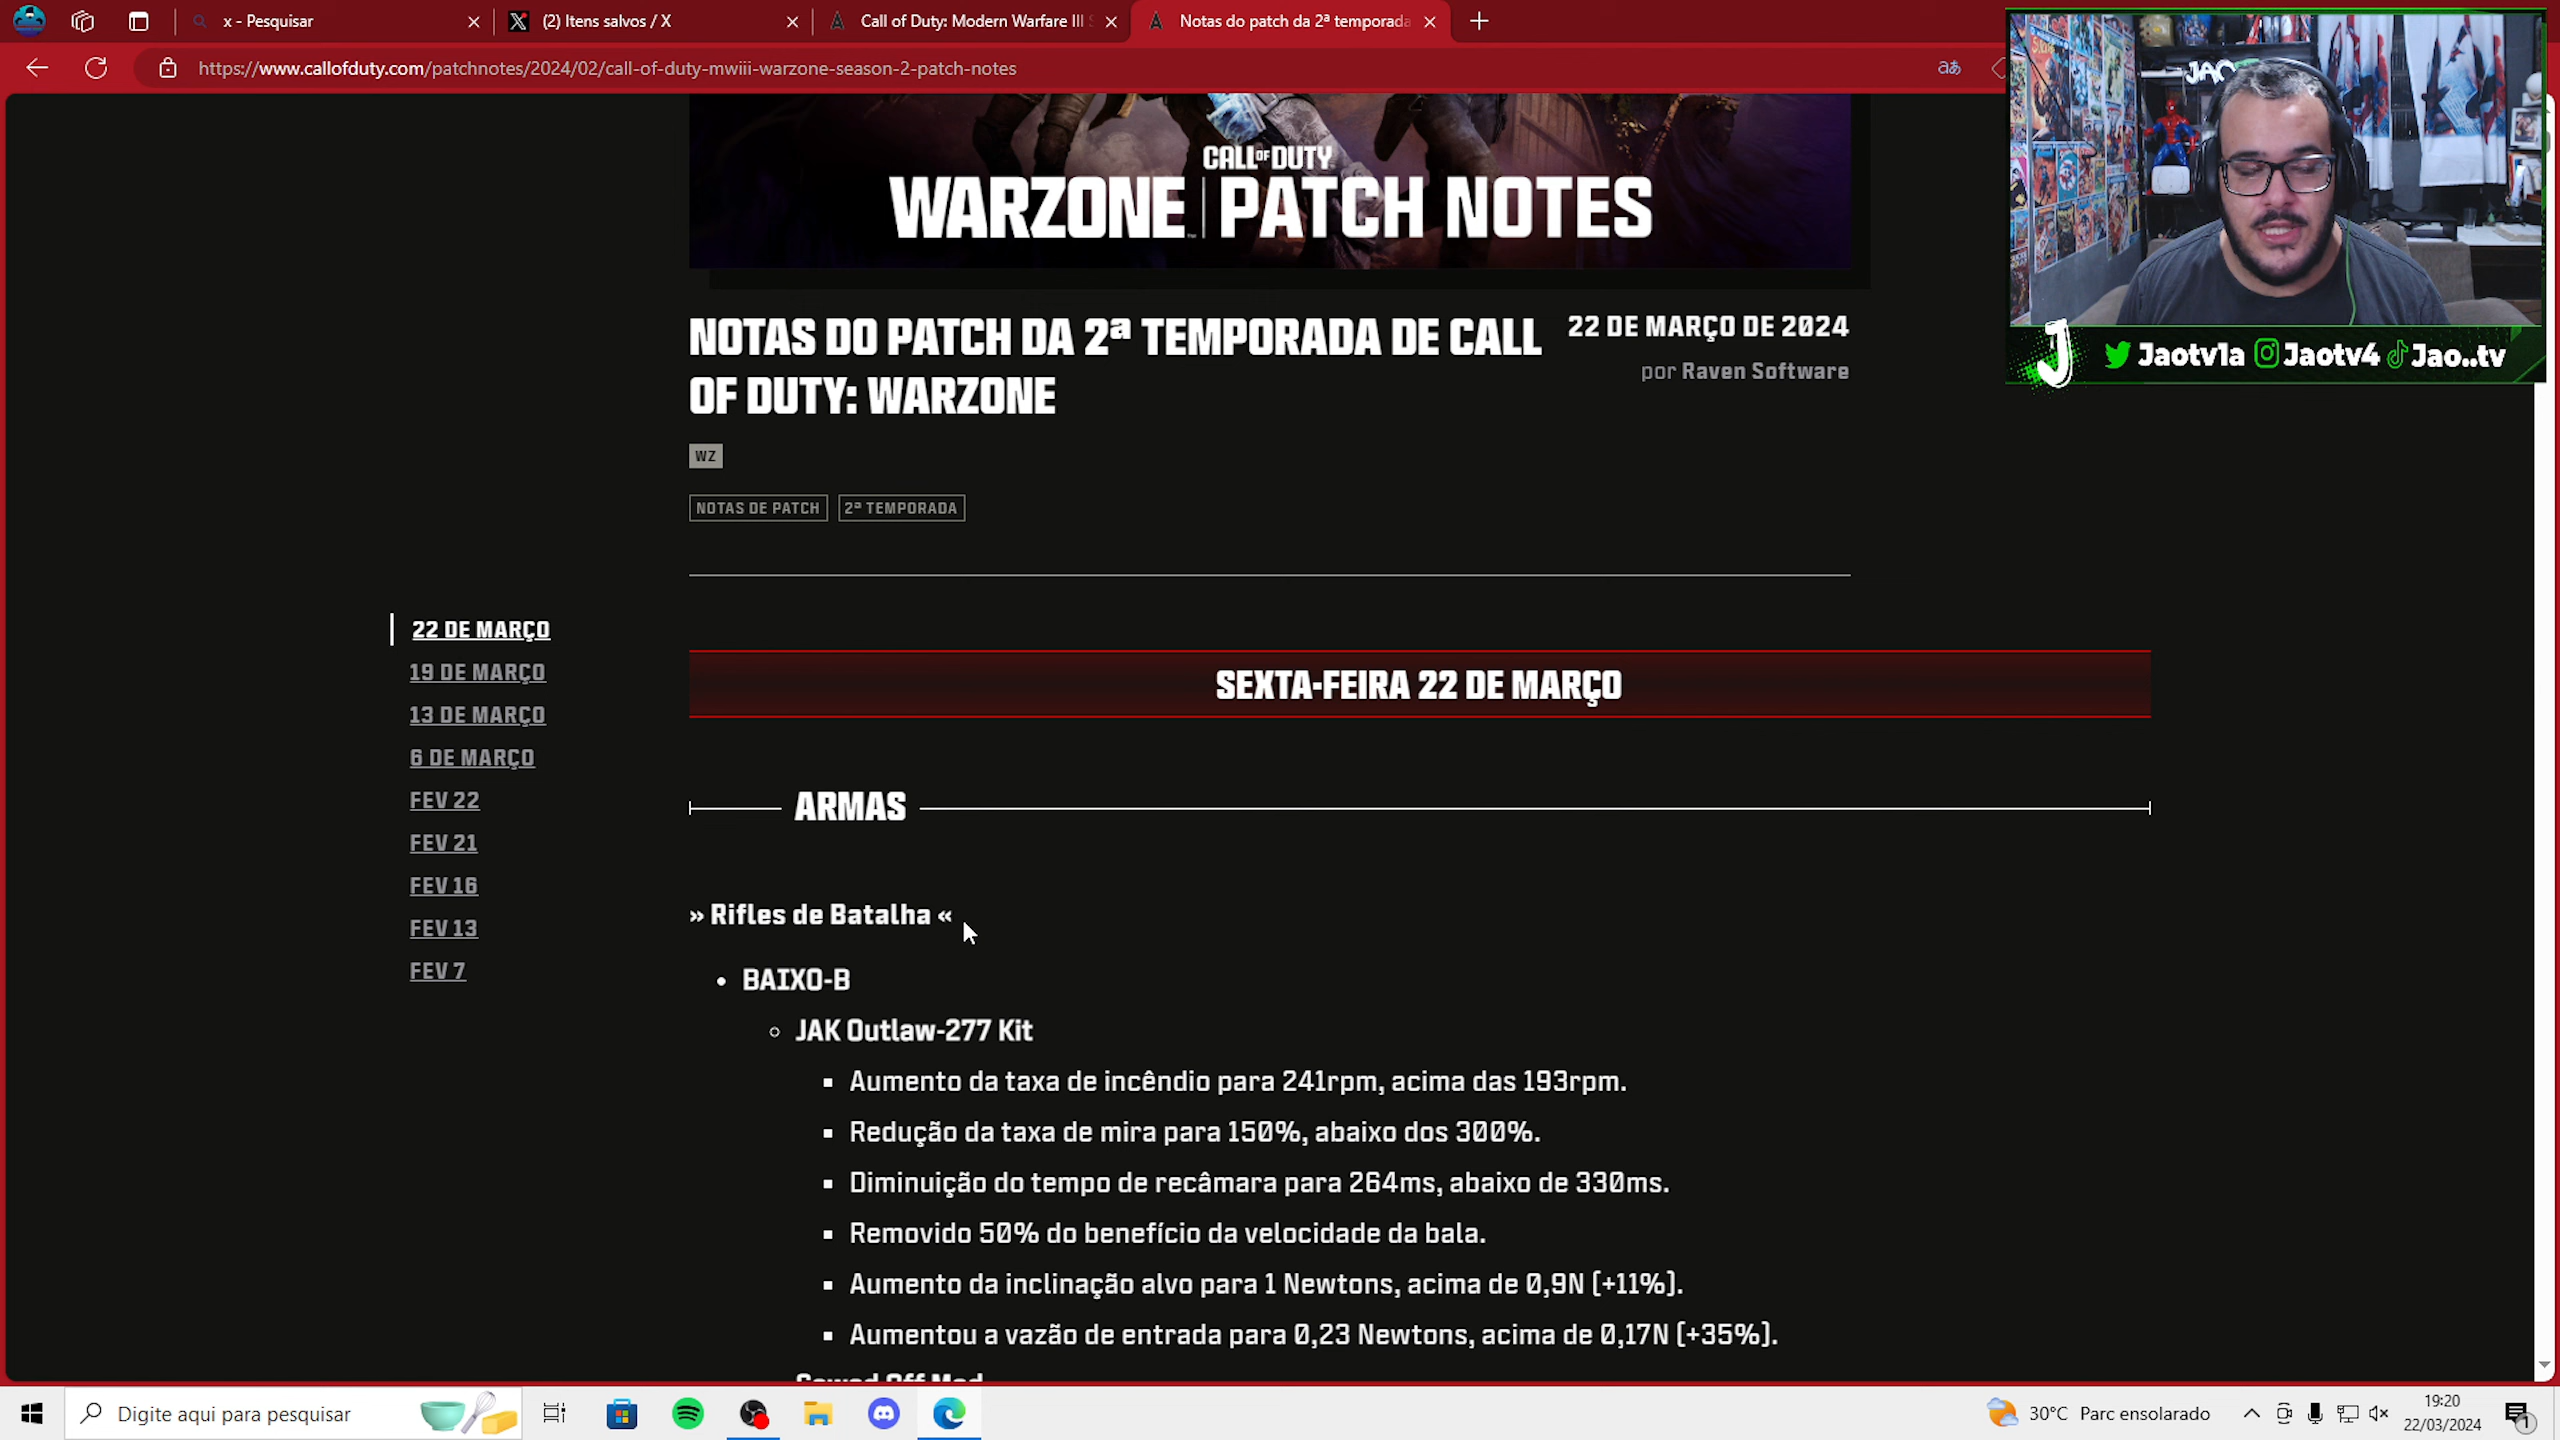 x - Pesquisar
(2) Itens salvos / X
Call of Duty: Modern Warfare III S
Notas do patch da 2ª temporada
https://www.callofduty.com/patchnotes/2024/02/call-of-duty-mwiii-warzone-season-2-patch-notes
aあ
JAO
Jaotv1a Jaotv4 Jao..tv
CALL OF DUTY
WARZONE | PATCH NOTES
NOTAS DO PATCH DA 2ª TEMPORADA DE CALL
OF DUTY: WARZONE
22 DE MARÇO DE 2024
por Raven Software
WZ
NOTAS DE PATCH
2ª TEMPORADA
22 DE MARÇO
19 DE MARÇO
13 DE MARÇO
6 DE MARÇO
FEV 22
FEV 21
FEV 16
FEV 13
FEV 7
SEXTA-FEIRA 22 DE MARÇO
ARMAS
» Rifles de Batalha «
• BAIXO-B
JAK Outlaw-277 Kit
Aumento da taxa de incêndio para 241rpm, acima das 193rpm.
Redução da taxa de mira para 150%, abaixo dos 300%.
Diminuição do tempo de recâmara para 264ms, abaixo de 330ms.
Removido 50% do benefício da velocidade da bala.
Aumento da inclinação alvo para 1 Newtons, acima de 0,9N (+11%).
Aumentou a vazão de entrada para 0,23 Newtons, acima de 0,17N (+35%).
Sawed Off Mod
Digite aqui para pesquisar
30°C Parc ensolarado
19:20
22/03/2024
1